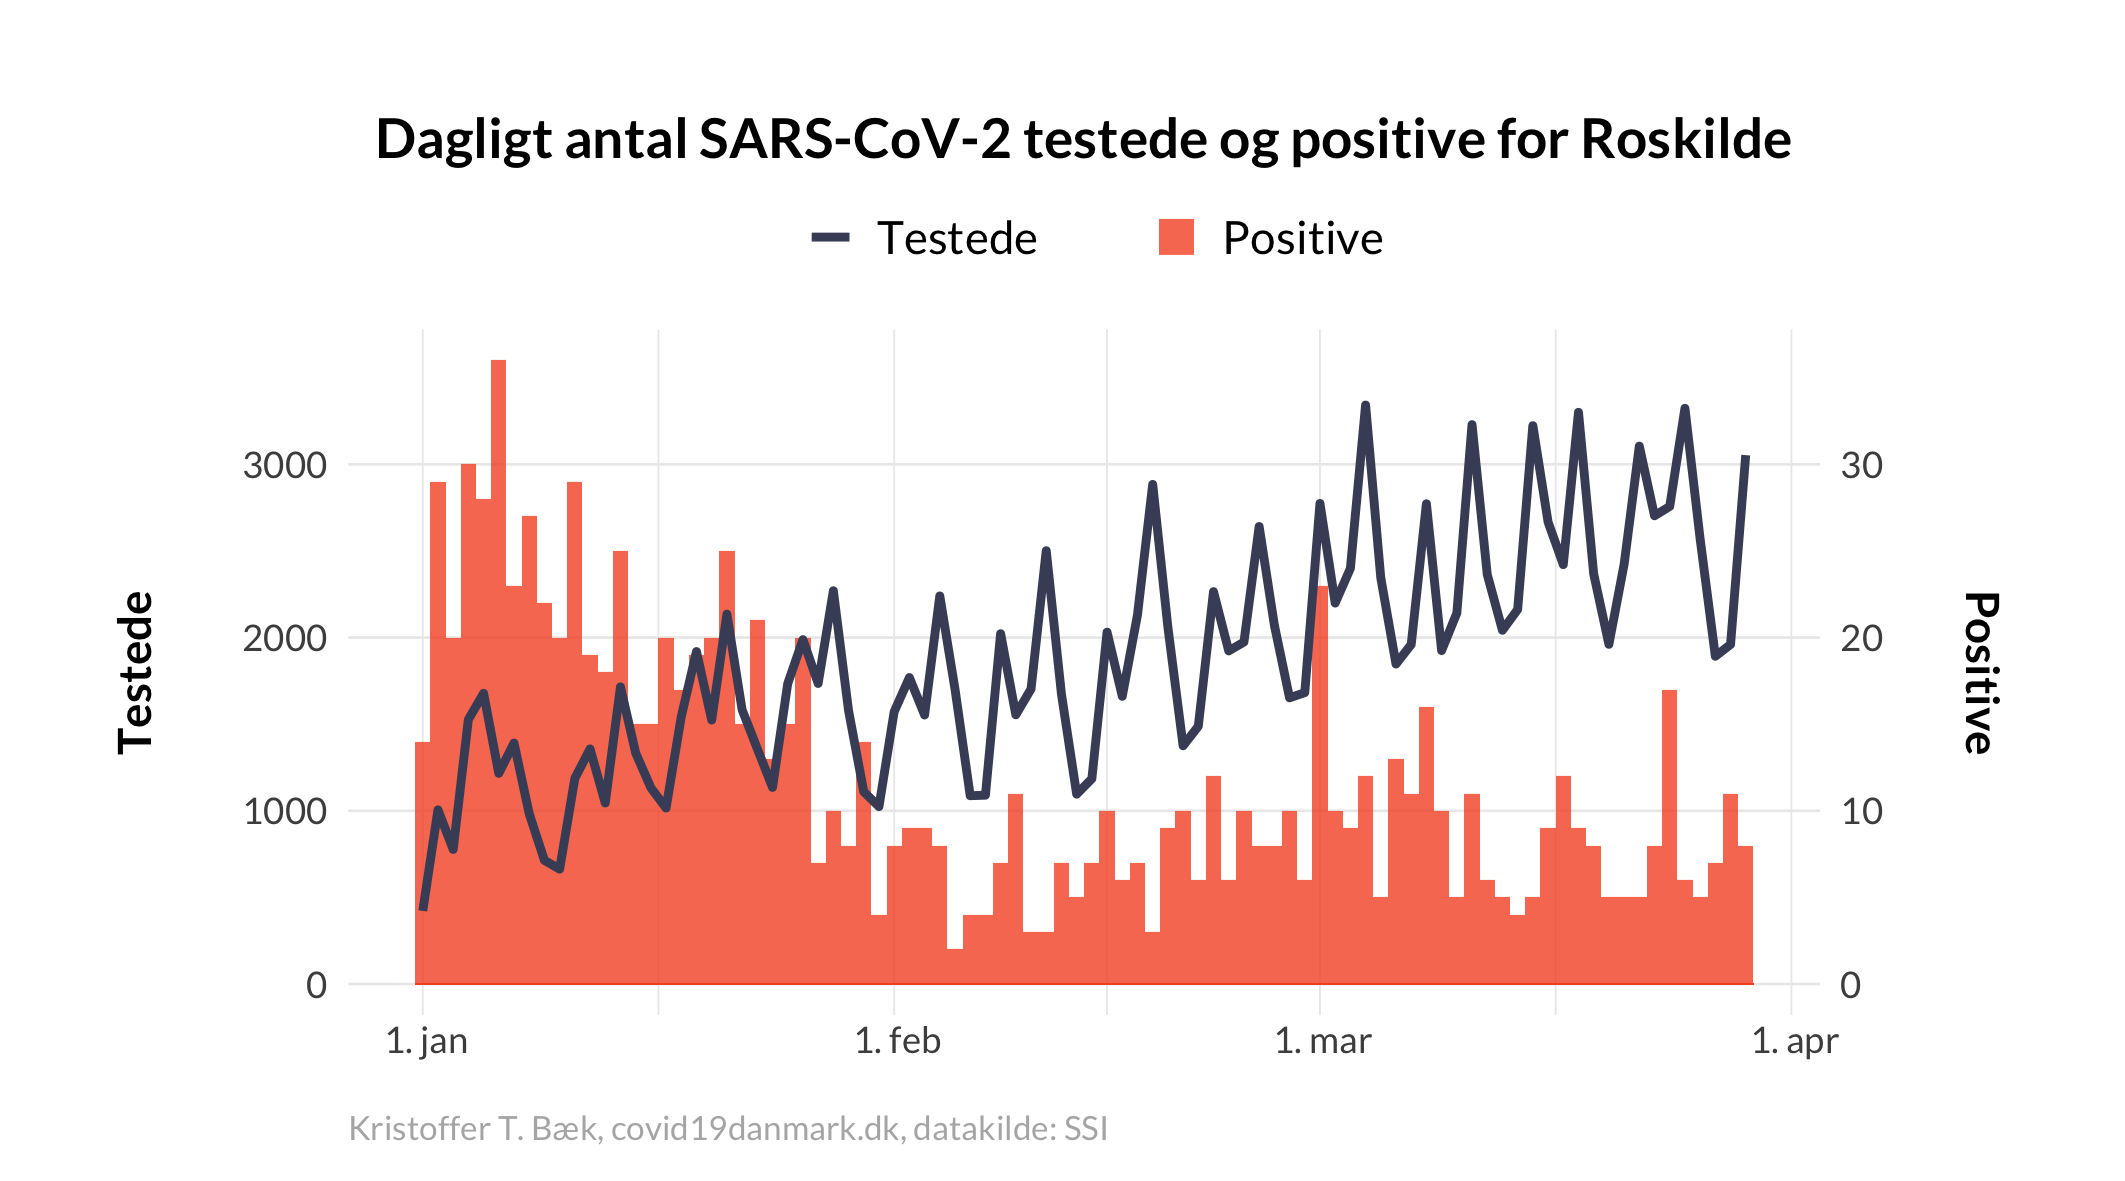 Dagligt antal SARS-CoV-2 testede og positive for Roskilde
Testede
Positive
Testede
3000
2000
1000
0
30
20
10
0
Positive
1. jan
1. feb
1. mar
1. apr
Kristoffer T. Bæk, covid19danmark.dk, datakilde: SSI